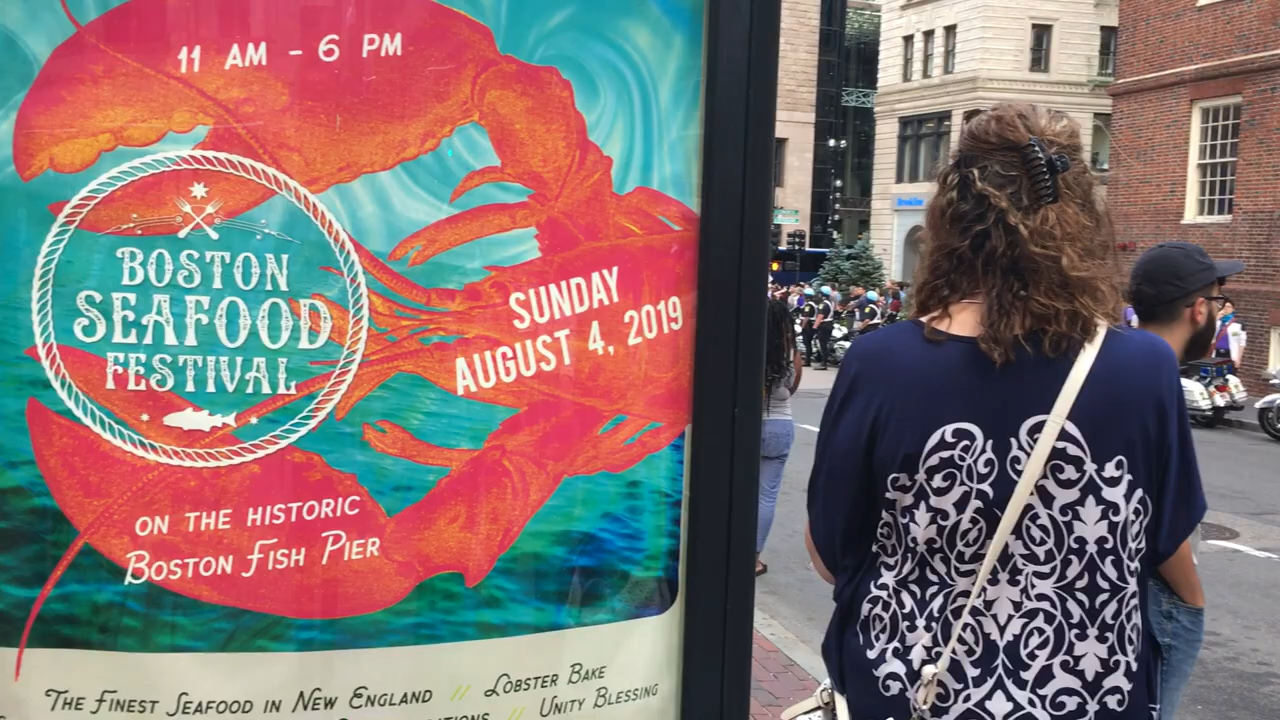 11 AM - 6 PM
BOSTON
SEAFOOD
FESTIVAL
SUNDAY
AUGUST 4, 2019
ON THE HISTORIC
BOSTON FISH PIER
THE FINEST SEAFOOD IN NEW ENGLAND // LOBSTER BAKE
// UNITY BLESSING